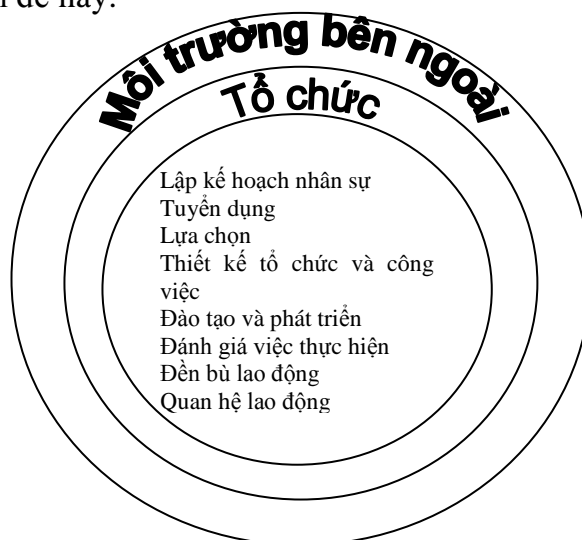 đề này.
Môi trường bên ngoài
Tổ chức
Lập kế hoạch nhân sự
Tuyển dụng
Lựa chọn
Thiết kế tổ chức và công
việc
Đào tạo và phát triển
Đánh giá việc thực hiện
Đền bù lao động
Quan hệ lao động